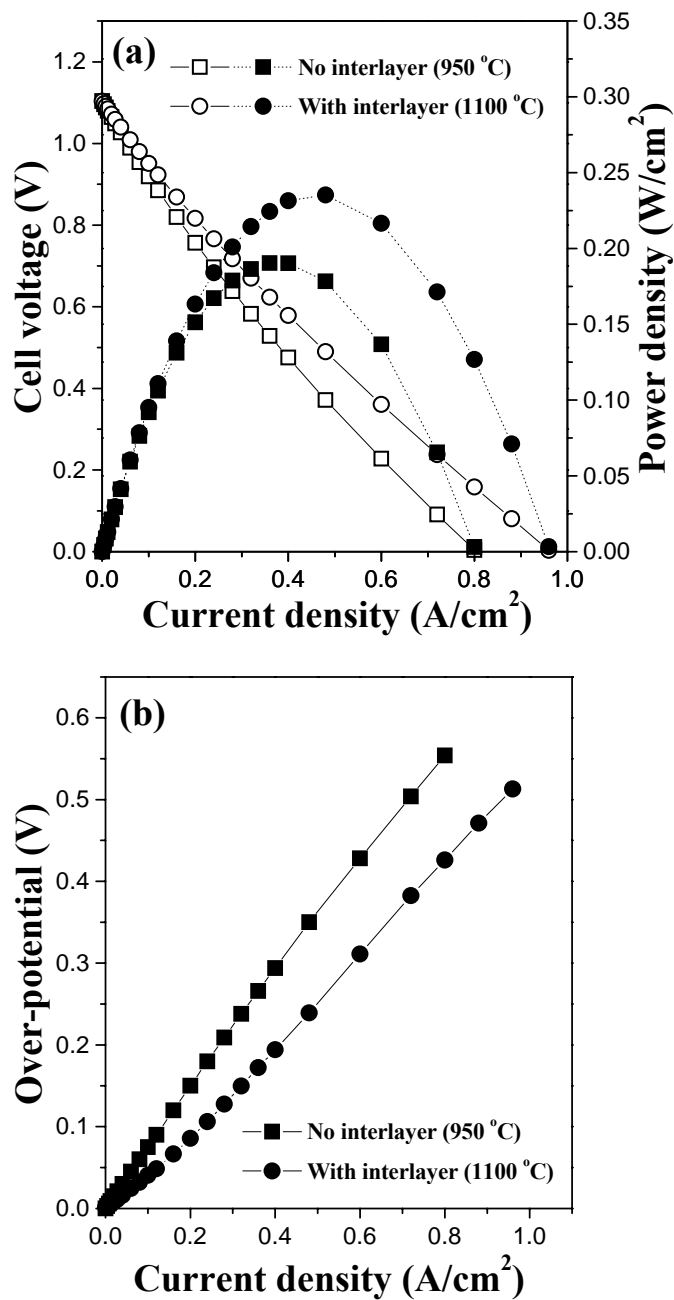 (a)
No interlayer (950 °C)
With interlayer (1100 °C)
Cell voltage (V)
1.2
1.0
0.8
0.6
0.4
0.2
0.0
Power density (W/cm²)
0.35
0.30
0.25
0.20
0.15
0.10
0.05
0.00
0.0 0.2 0.4 0.6 0.8 1.0
Current density (A/cm²)
(b)
Over-potential (V)
0.6
0.5
0.4
0.3
0.2
0.1
0.0
No interlayer (950 °C)
With interlayer (1100 °C)
0.0 0.2 0.4 0.6 0.8 1.0
Current density (A/cm²)